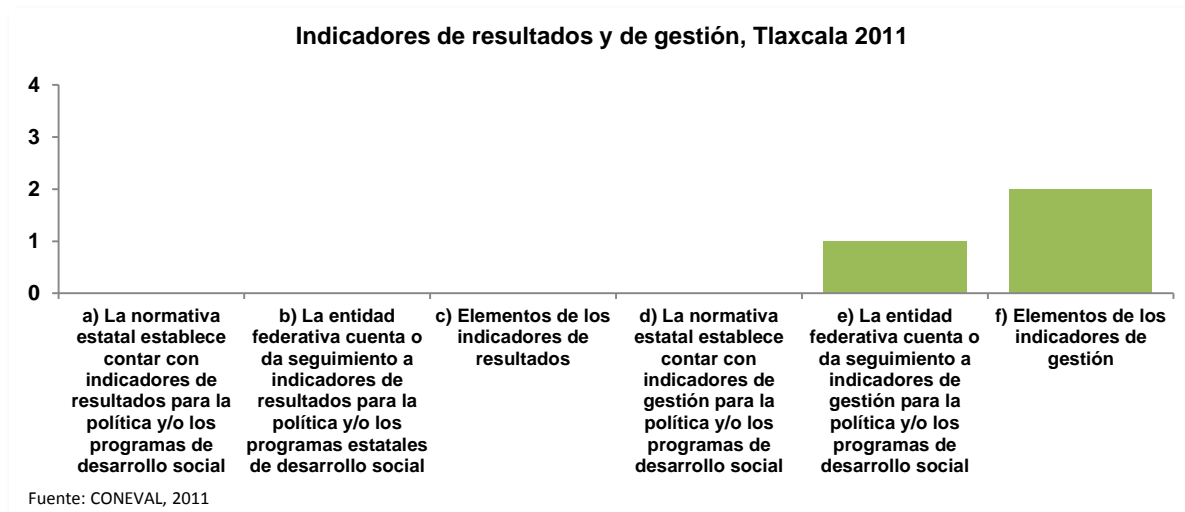 Indicadores de resultados y de gestión, Tlaxcala 2011
4
3
2
1
0
a) La normativa
estatal establece
contar con
indicadores de
resultados para la
política y/o los
programas de
desarrollo social
b) La entidad
federativa cuenta o
da seguimiento a
indicadores de
resultados para la
política y/o los
programas estatales
de desarrollo social
c) Elementos de los
indicadores de
resultados
d) La normativa
estatal establece
contar con
indicadores de
gestión para la
política y/o los
programas de
desarrollo social
e) La entidad
federativa cuenta o
da seguimiento a
indicadores de
gestión para la
política y/o los
programas de
desarrollo social
f) Elementos de los
indicadores de
gestión
Fuente: CONEVAL, 2011